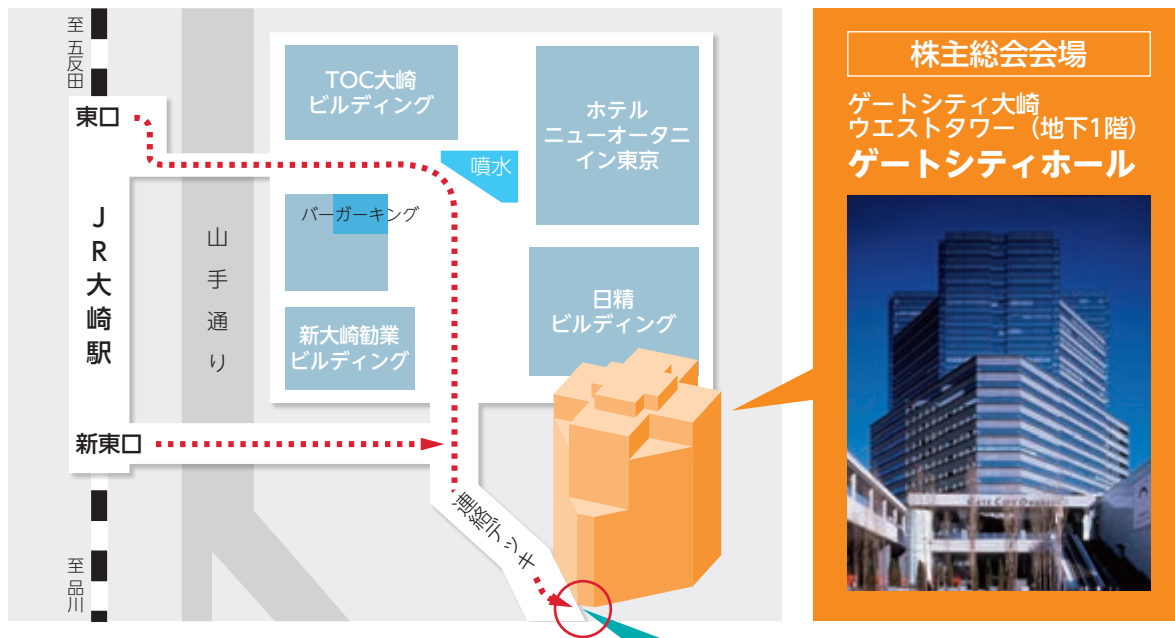 至 五反田
東口
JR大崎駅
新東口
至 品川
山手通り
TOC大崎
ビルディング
バーガーキング
新大崎勧業
ビルディング
噴水
ホテル
ニューオータニ
イン東京
日精
ビルディング
連絡デッキ
株主総会会場
ゲートシティ大崎
ウエストタワー（地下1階）
ゲートシティホール
GATE CITY OHSAKI